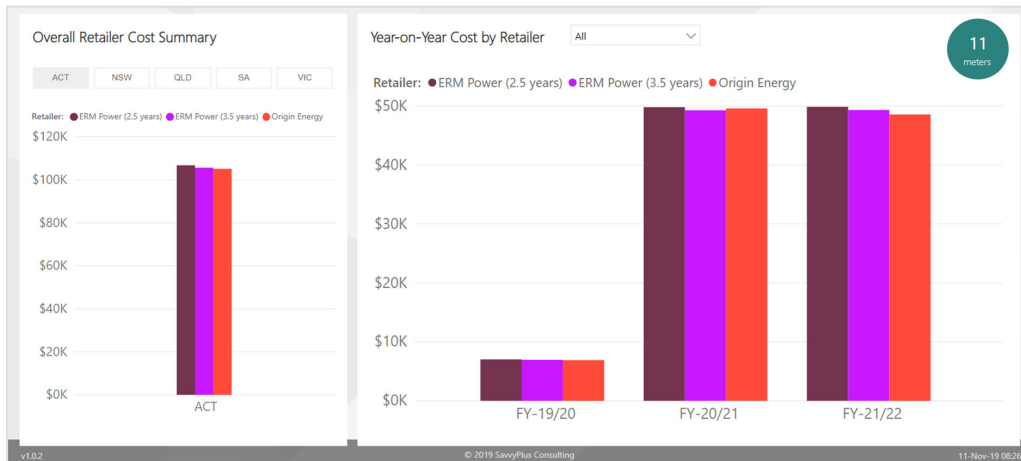 Overall Retailer Cost Summary
ACT NSW QLD SA VIC
Retailer: ERM Power (2.5 years) ERM Power (3.5 years) Origin Energy
$120K
$100K
$80K
$60K
$40K
$20K
$0K
ACT
Year-on-Year Cost by Retailer
All
11
meters
Retailer: ERM Power (2.5 years) ERM Power (3.5 years) Origin Energy
$50K
$40K
$30K
$20K
$10K
$0K
FY-19/20 FY-20/21 FY-21/22
v1.0.2 © 2019 SavvyPlus Consulting 11-Nov-19 08:26